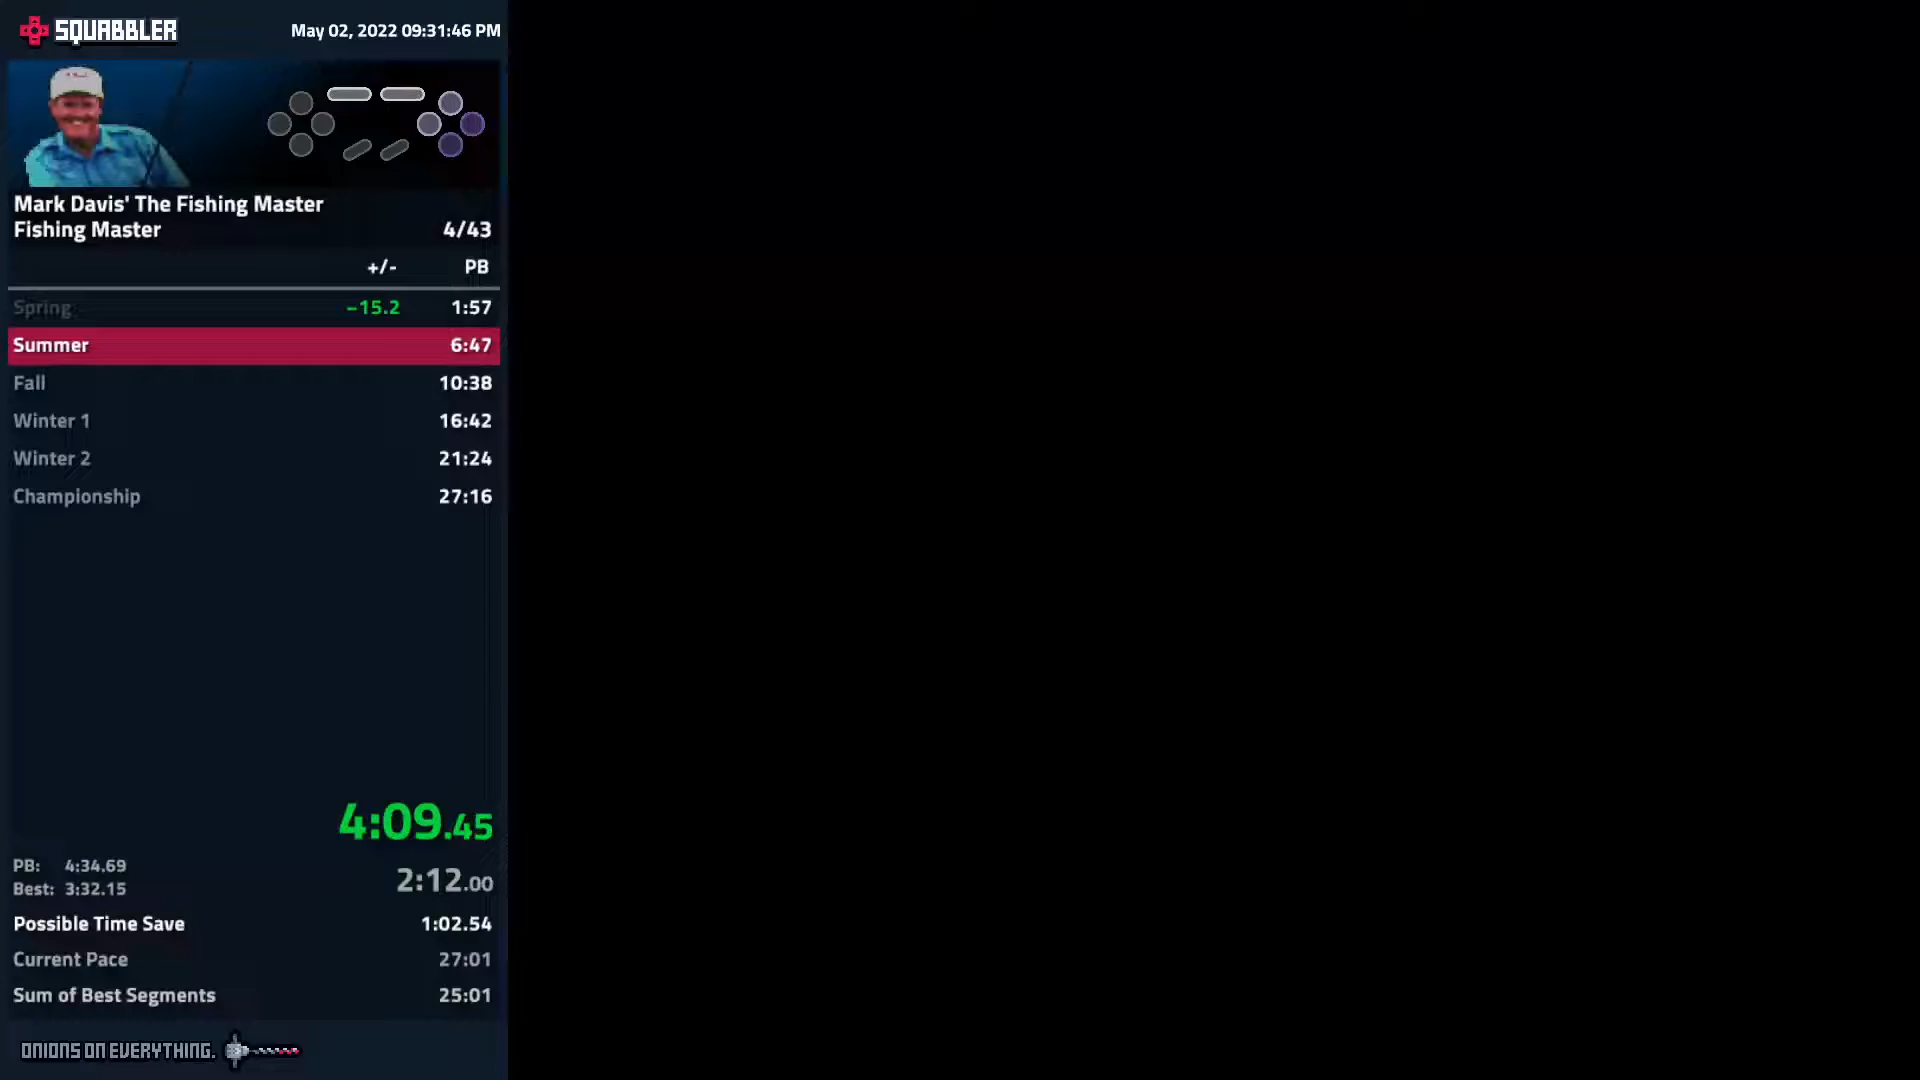 SQUABBLER
May 02, 2022 09:31:46 PM
Mark Davis' The Fishing Master
Fishing Master 4/43
+/- PB
Spring -15.2 1:57
Summer 6:47
Fall 10:38
Winter 1 16:42
Winter 2 21:24
Championship 27:16
4:09.45
PB: 4:34.69
Best: 3:32.15
2:12.00
Possible Time Save 1:02.54
Current Pace 27:01
Sum of Best Segments 25:01
ONIONS ON EVERYTHING.